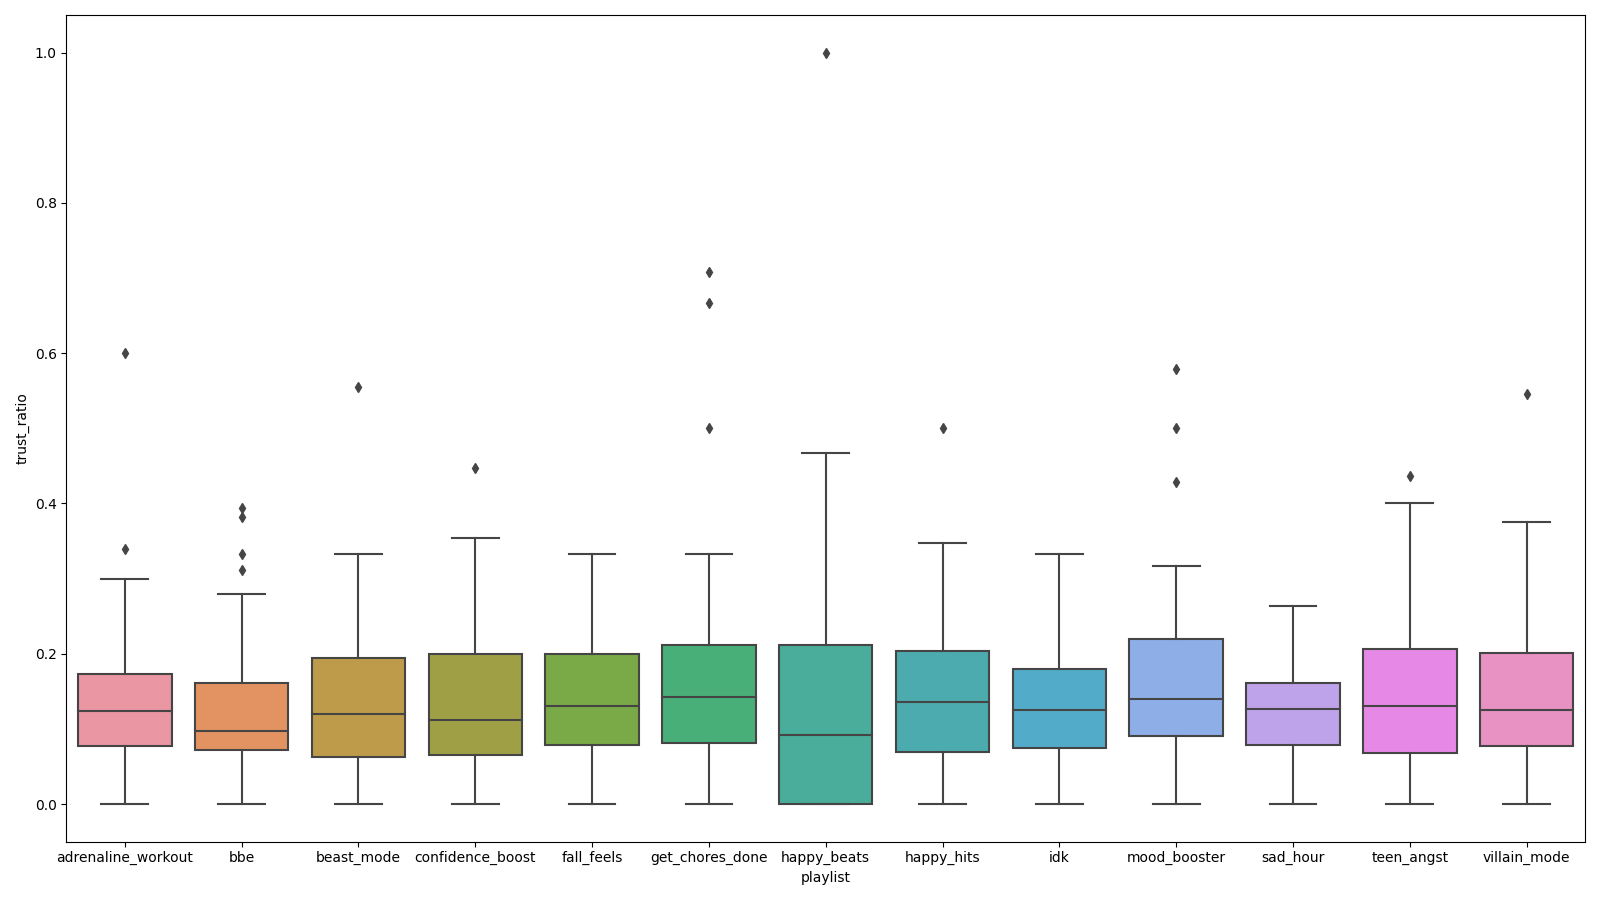 1.0
0.8
0.6
0.4
0.2
0.0
trust_ratio
adrenaline_workout bbe beast_mode confidence_boost fall_feels get_chores_done happy_beats happy_hits idk mood_booster sad_hour teen_angst villain_mode
playlist